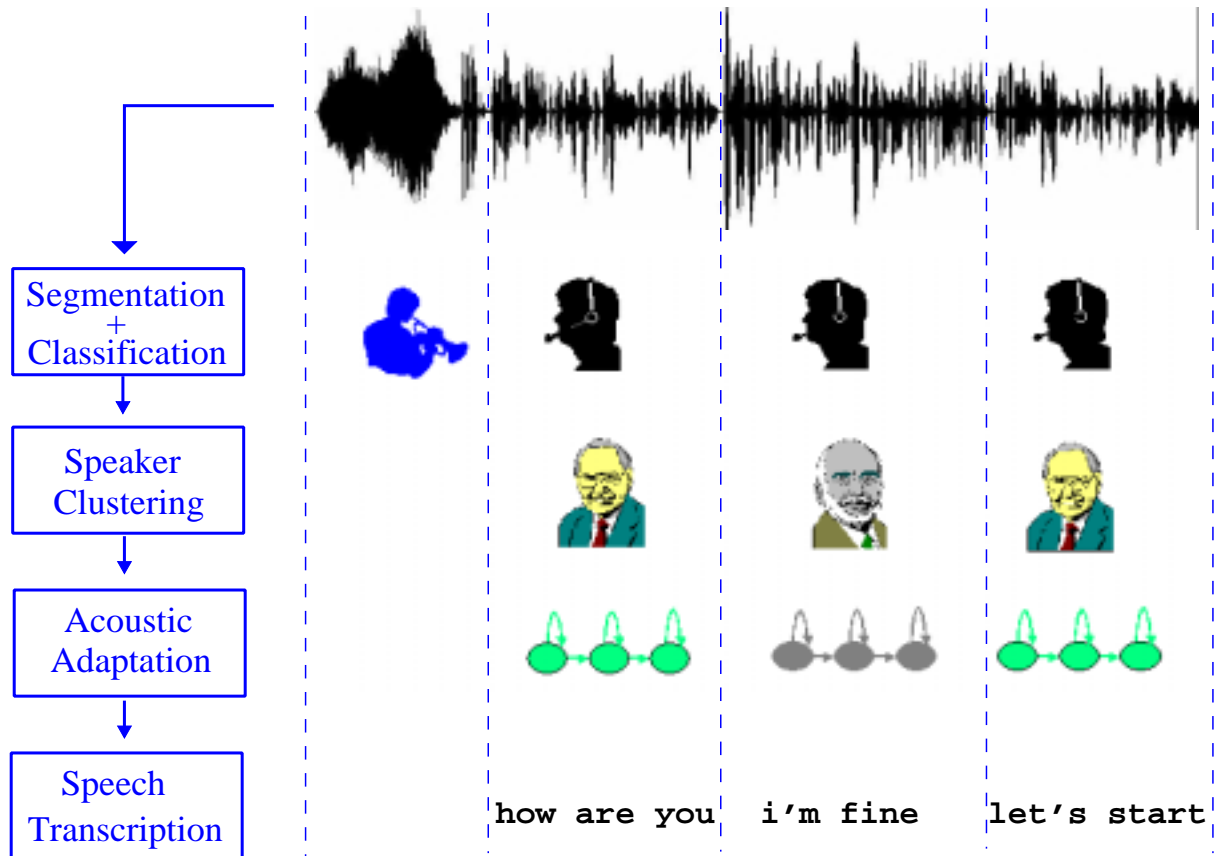 Segmentation
+
Classification
Speaker
Clustering
Acoustic
Adaptation
Speech
Transcription
how are you
i'm fine
let's start